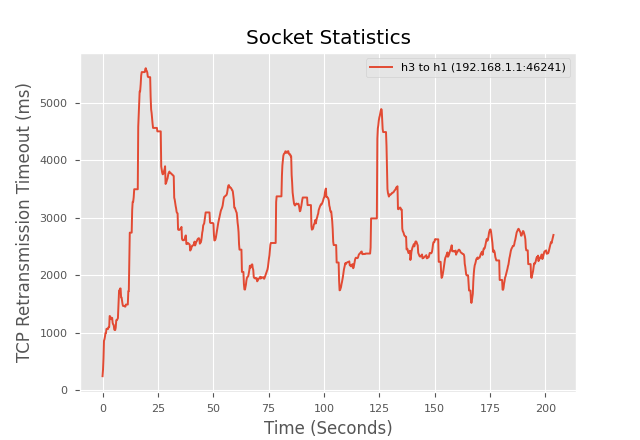 Socket Statistics
h3 to h1 (192.168.1.1:46241)
TCP Retransmission Timeout (ms)
5000
4000
3000
2000
1000
0
0 25 50 75 100 125 150 175 200
Time (Seconds)